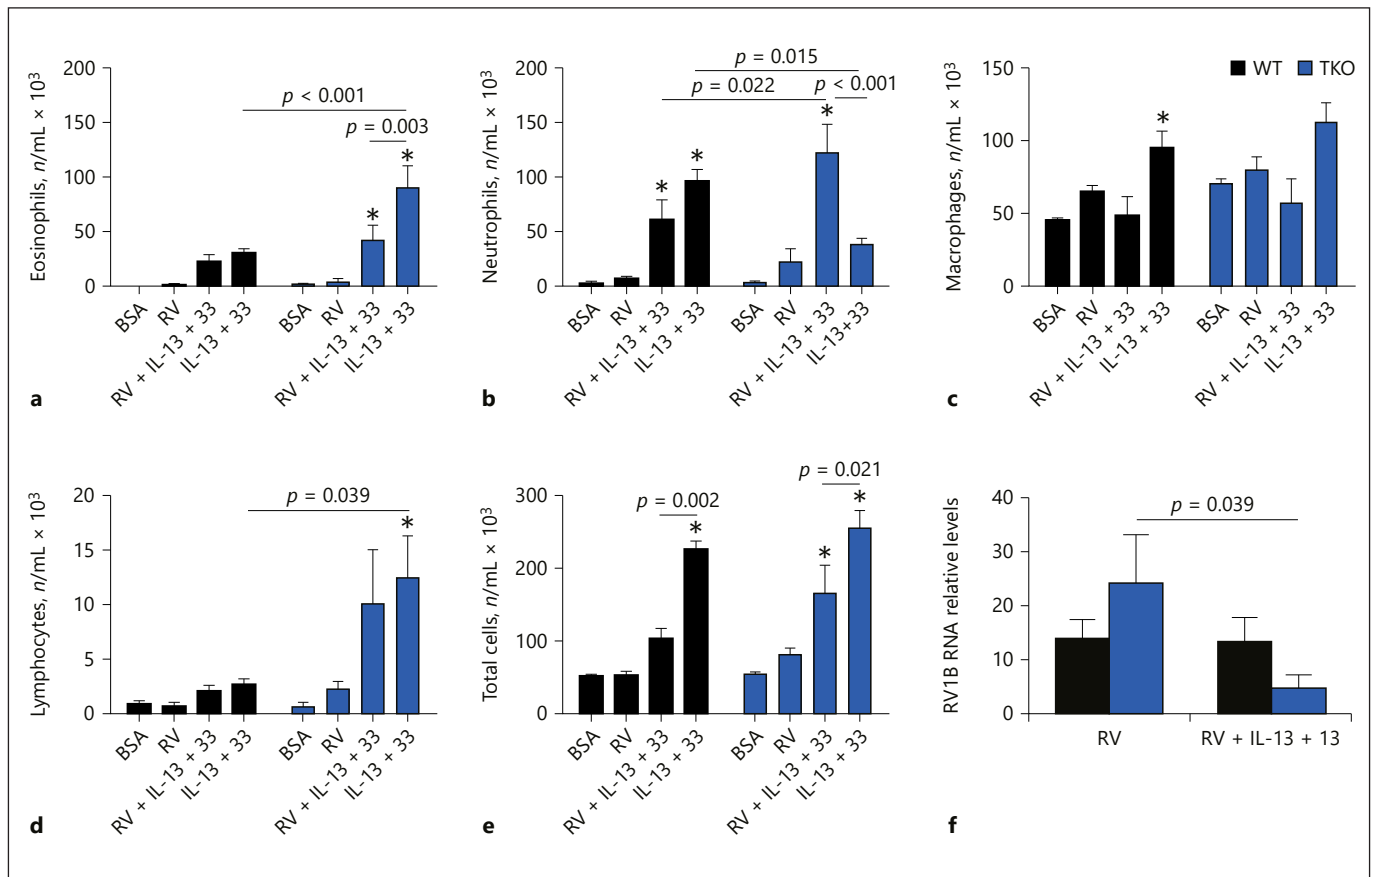 200
150
100
50
0
Eosinophils, n/mL × 10³
p < 0.001
p = 0.003
*
*
BSA
RV
RV + IL-13 + 33
IL-13 + 33
BSA
RV
RV + IL-13 + 33
IL-13 + 33
a
200
150
100
50
0
Neutrophils, n/mL × 10³
p = 0.015
p = 0.022
p < 0.001
*
*
*
BSA
RV
RV + IL-13 + 33
IL-13 + 33
BSA
RV
RV + IL-13 + 33
IL-13+33
b
150
100
50
0
Macrophages, n/mL × 10³
WT
TKO
*
BSA
RV
RV + IL-13 + 33
IL-13 + 33
BSA
RV
RV + IL-13 + 33
IL-13 + 33
c
20
15
10
5
0
Lymphocytes, n/mL × 10³
p = 0.039
*
BSA
RV
RV + IL-13 + 33
IL-13 + 33
BSA
RV
RV + IL-13 + 33
IL-13 + 33
d
300
200
100
0
Total cells, n/mL × 10³
p = 0.002
p = 0.021
*
*
*
BSA
RV
RV + IL-13 + 33
IL-13 + 33
BSA
RV
RV + IL-13 + 33
IL-13 + 33
e
40
30
20
10
0
RV1B RNA relative levels
p = 0.039
RV
RV + IL-13 + 13
f